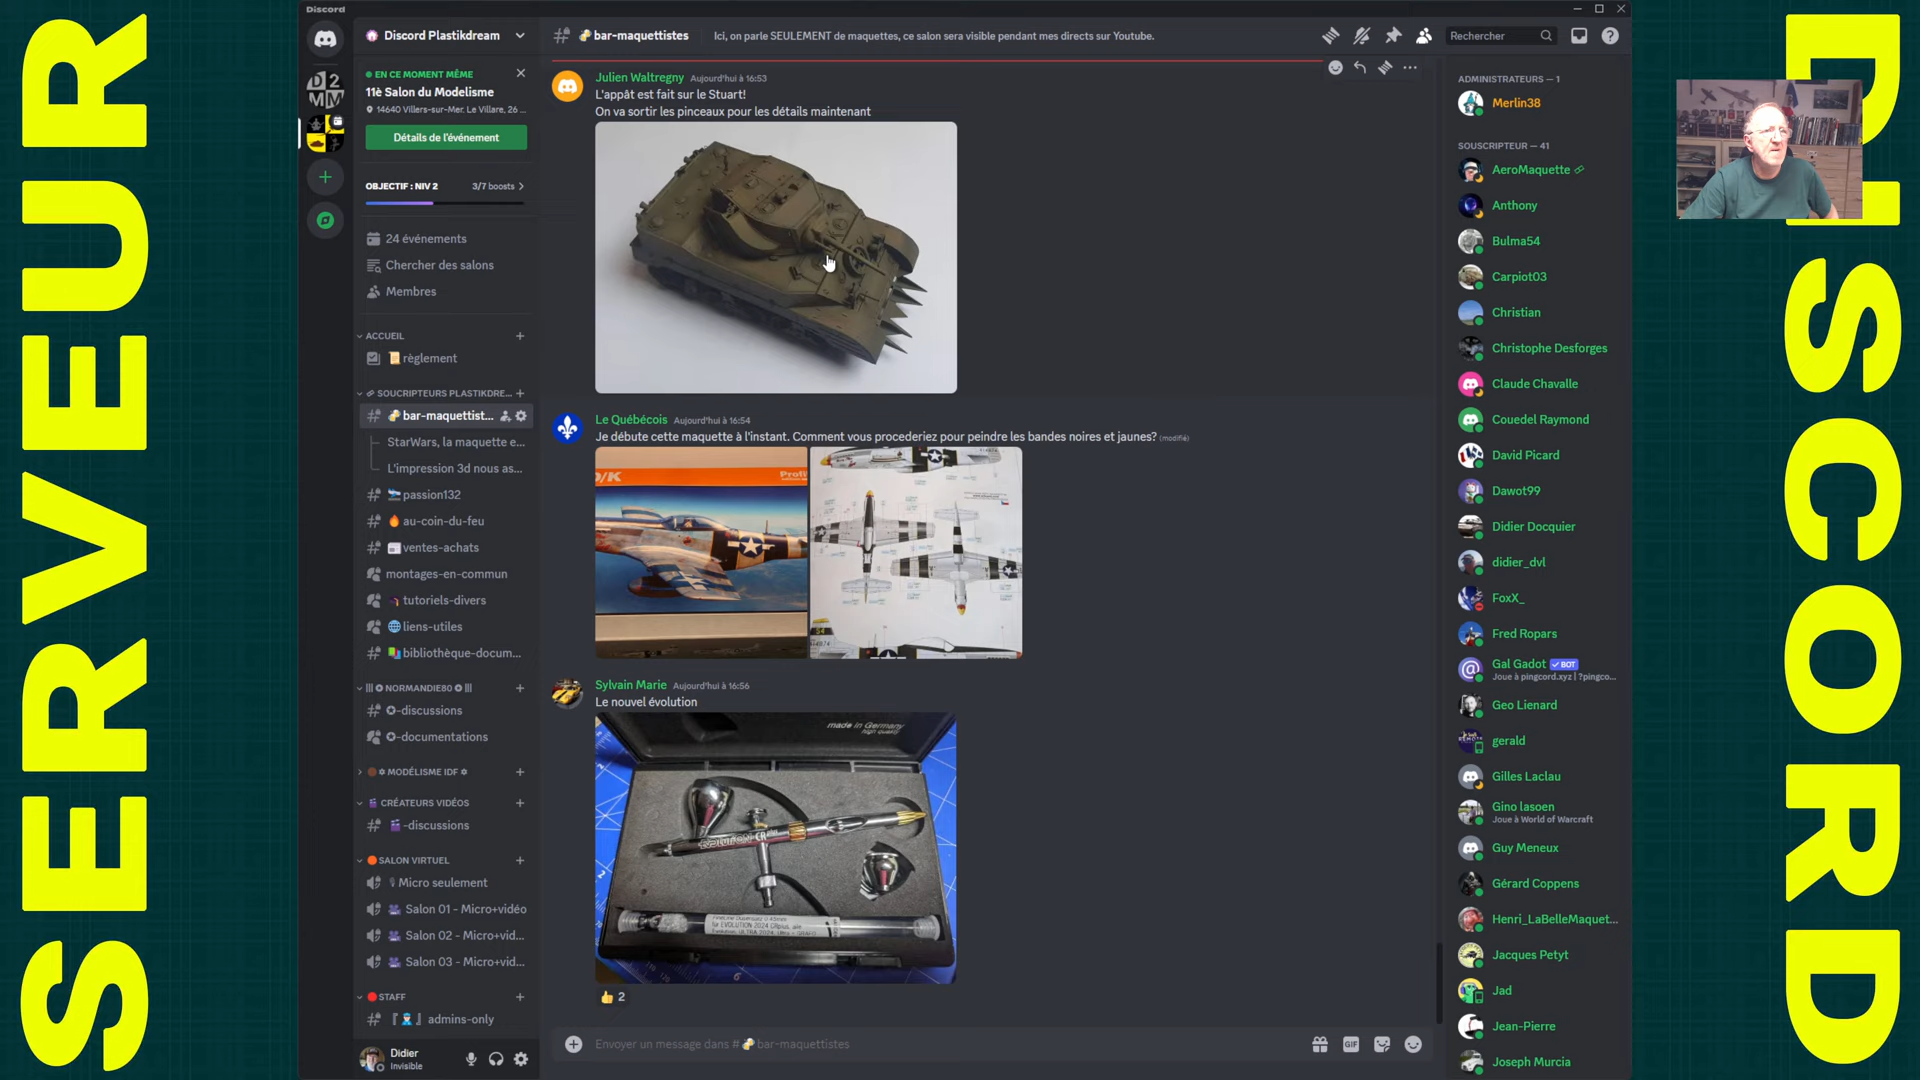 SERVEUR
DISCORD
Discord
Discord Plastikdream
EN CE MOMENT MÊME
11è Salon du Modelisme
14640 Villers-sur-Mer. Le Villare, 26 ...
Détails de l'événement
OBJECTIF : NIV 2
3/7 boosts
24 événements
Chercher des salons
Membres
ACCUEIL
règlement
SOUCRIPTEURS PLASTIKDRE...
bar-maquettist...
StarWars, la maquette e...
L'impression 3d nous as...
passion132
au-coin-du-feu
ventes-achats
montages-en-commun
tutoriels-divers
liens-utiles
bibliothèque-docum...
NORMANDIE80
-discussions
-documentations
MODÉLISME IDF
CRÉATEURS VIDÉOS
-discussions
SALON VIRTUEL
Micro seulement
Salon 01 - Micro+vidéo
Salon 02 - Micro+vid...
Salon 03 - Micro+vid...
STAFF
admins-only
Didier
Invisible
bar-maquettistes
Ici, on parle SEULEMENT de maquettes, ce salon sera visible pendant mes directs sur Youtube.
Rechercher
Julien Waltregny Aujourd'hui à 16:53
L'appât est fait sur le Stuart!
On va sortir les pinceaux pour les détails maintenant
Le Québécois Aujourd'hui à 16:54
Je débute cette maquette à l'instant. Comment vous procederiez pour peindre les bandes noires et jaunes? (modifié)
Sylvain Marie Aujourd'hui à 16:56
Le nouvel évolution
made in Germany
high quality
2
Envoyer un message dans # bar-maquettistes
GIF
ADMINISTRATEURS — 1
Merlin38
SOUSCRIPTEUR — 41
AeroMaquette
Anthony
Bulma54
Carpiot03
Christian
Christophe Desforges
Claude Chavalle
Couedel Raymond
David Picard
Dawot99
Didier Docquier
didier_dvl
FoxX_
Fred Ropars
Gal Gadot BOT
Joue à pingcord.xyz | ?pingco...
Geo Lienard
gerald
Gilles Laclau
Gino lasoen
Joue à World of Warcraft
Guy Meneux
Gérard Coppens
Henri_LaBelleMaquet...
Jacques Petyt
Jad
Jean-Pierre
Joseph Murcia